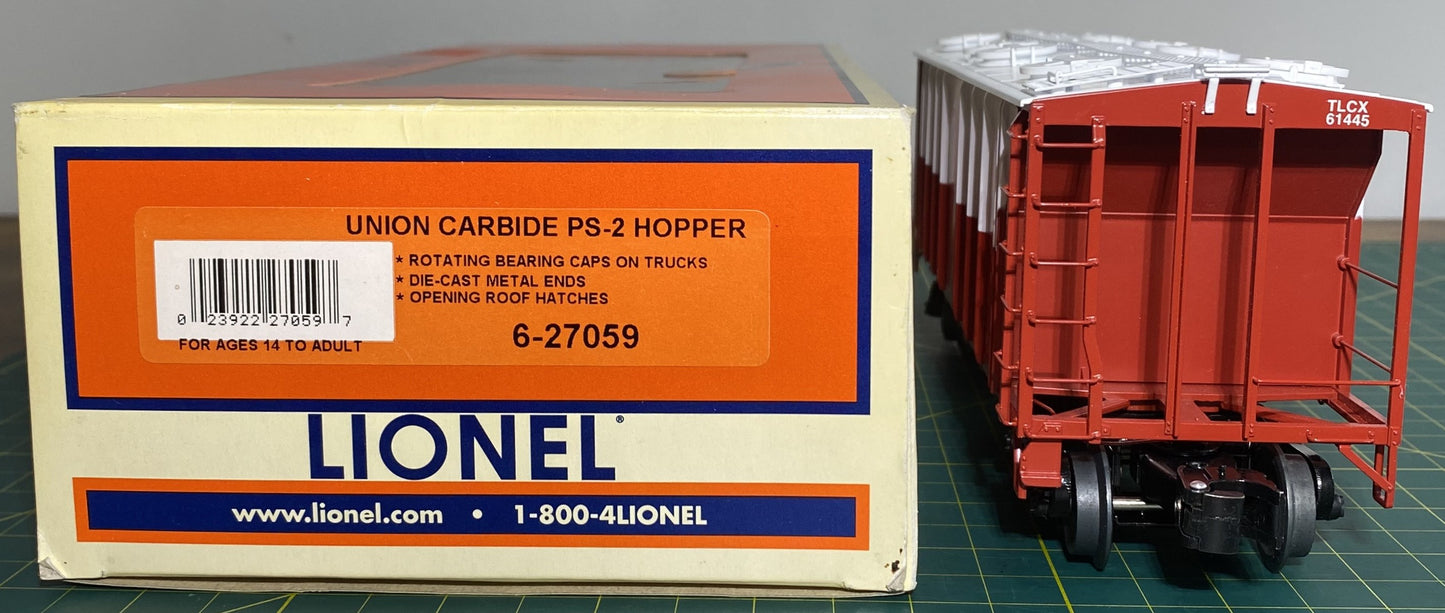 UNION CARBIDE PS-2 HOPPER
* ROTATING BEARING CAPS ON TRUCKS
* DIE-CAST METAL ENDS
* OPENING ROOF HATCHES
0 23922 27059 7
6-27059
FOR AGES 14 TO ADULT
LIONEL®
www.lionel.com • 1-800-4LIONEL
TLCX
61445